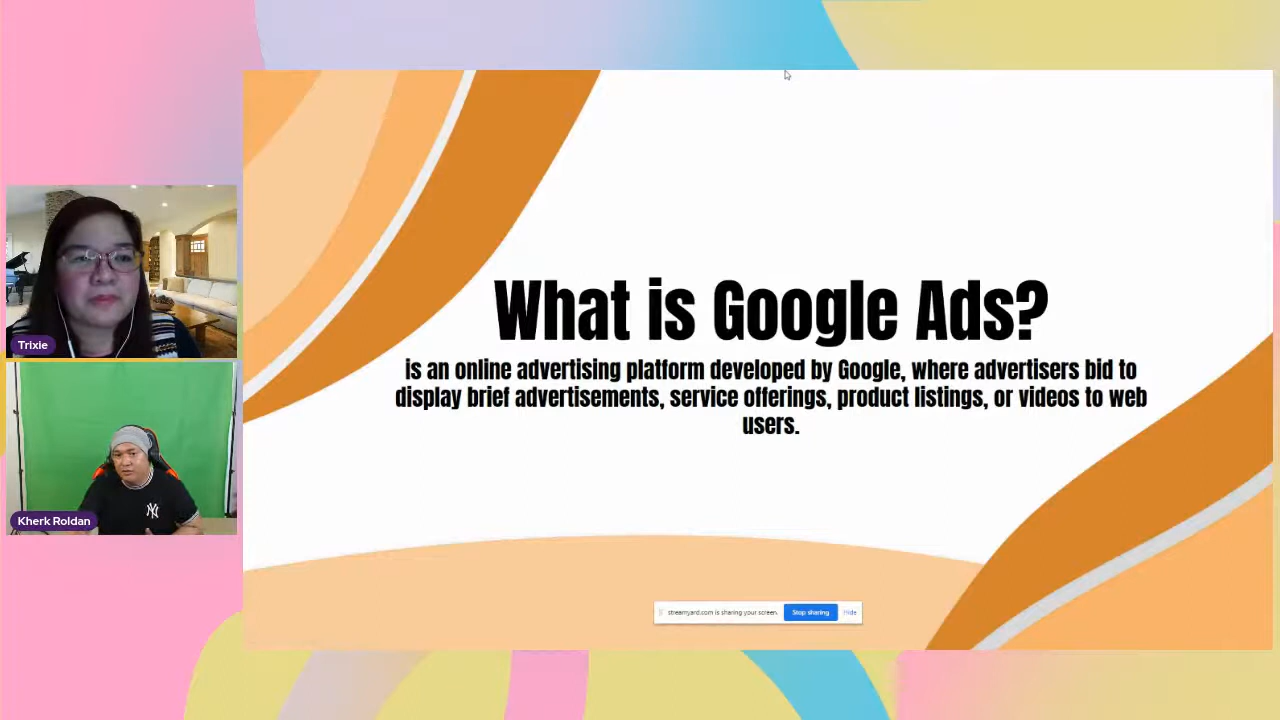 What is Google Ads?
is an online advertising platform developed by Google, where advertisers bid to
display brief advertisements, service offerings, product listings, or videos to web
users.
Trixie
NY
Kherk Roldan
streamyard.com is sharing your screen.
Stop sharing
Hide